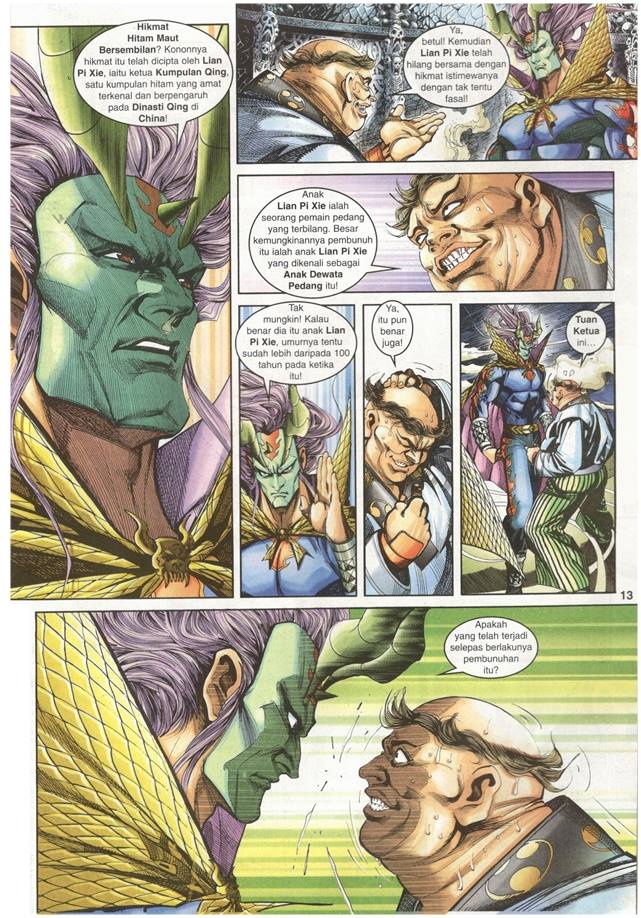 Hikmat
Hitam Maut
Bersembilan? Kononnya
hikmat itu telah dicipta oleh Lian
Pi Xie, iaitu ketua Kumpulan Qing,
satu kumpulan hitam yang amat
terkenal dan berpengaruh
pada Dinasti Qing di
China!
Ya,
betul! Kemudian
Lian Pi Xie telah
hilang bersama dengan
hikmat istimewanya
dengan tak tentu
fasal!
Anak
Lian Pi Xie ialah
seorang pemain pedang
yang terbilang. Besar
kemungkinannya pembunuh
itu ialah anak Lian Pi Xie
yang dikenali sebagai
Anak Dewata
Pedang itu!
Tak
mungkin! Kalau
benar dia itu anak Lian
Pi Xie, umurnya tentu
sudah lebih daripada 100
tahun pada ketika
itu!
Ya,
itu pun
benar
juga!
Tuan
Ketua
ini...
13
Apakah
yang telah terjadi
selepas berlakunya
pembunuhan
itu?